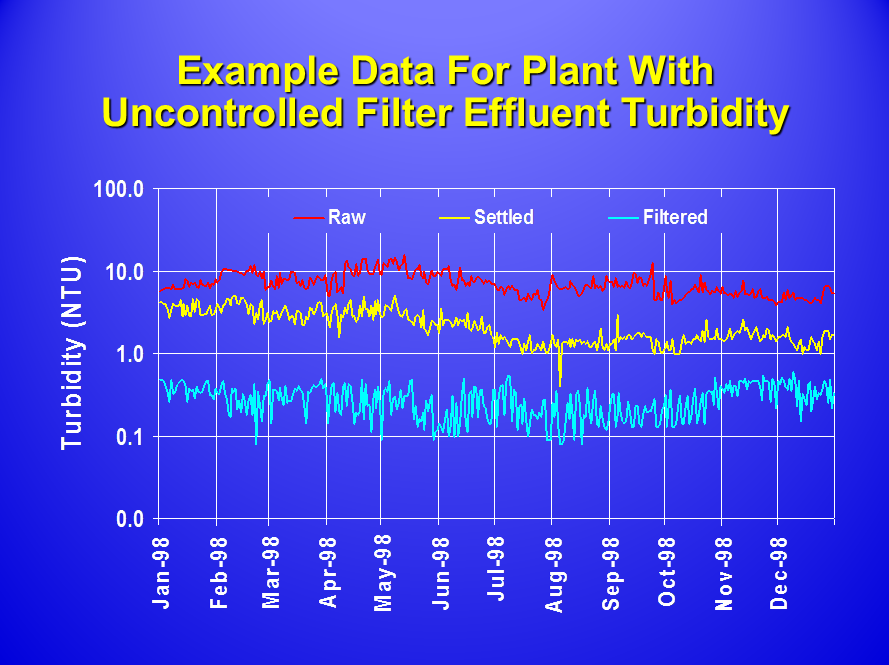 Example Data For Plant With
Uncontrolled Filter Effluent Turbidity
100.0
Raw Settled Filtered
10.0
1.0
0.1
0.0
Turbidity (NTU)
Jan-98
Feb-98
Mar-98
Apr-98
May-98
Jun-98
Jul-98
Aug-98
Sep-98
Oct-98
Nov-98
Dec-98